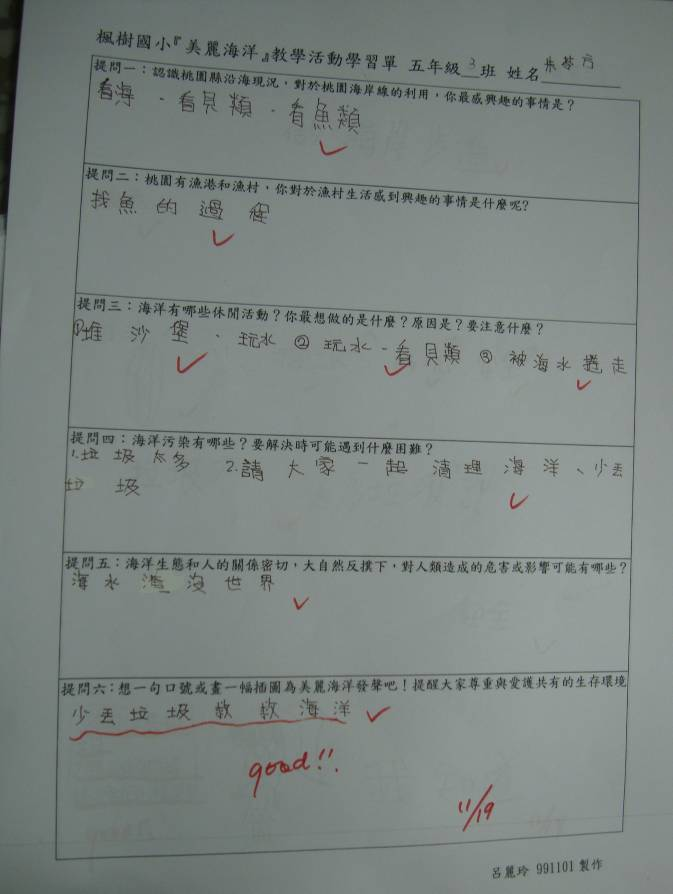 楓樹國小『美麗海洋』教學活動學習單 五年級3班 姓名朱
提問一：認識桃園縣沿海現況，對於桃園海岸線的利用，你最感興趣的事情是？
看海、看貝類、看魚類
提問二：桃園有漁港和漁村，你對於漁村生活感到興趣的事情是什麼呢?
找魚的過程
提問三：海洋有哪些休閒活動？你最想做的是什麼？原因是？要注意什麼？
①堆沙堡、玩水②玩水、看貝類③被海水捲走
提問四：海洋污染有哪些？要解決時可能遇到什麼困難？
1.垃圾太多 2.請大家一起清理海洋、少丟
垃圾
提問五：海洋生態和人的關係密切，大自然反撲下，對人類造成的危害或影響可能有哪些？
海水淹沒世界
提問六：想一句口號或畫一幅插圖為美麗海洋發聲吧！提醒大家尊重與愛護共有的生存環境
少丟垃圾救救海洋
good!!
11/19
呂麗玲 991101 製作